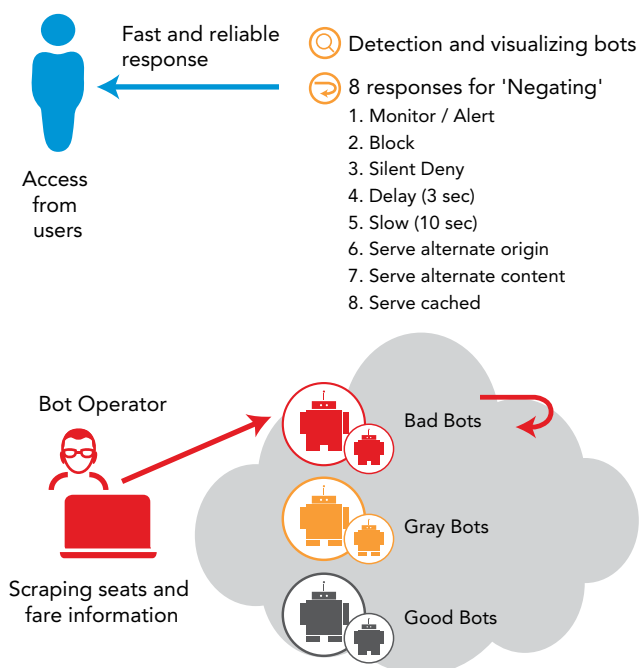 Fast and reliable
response
Access
from
users
Detection and visualizing bots
8 responses for 'Negating'
1. Monitor / Alert
2. Block
3. Silent Deny
4. Delay (3 sec)
5. Slow (10 sec)
6. Serve alternate origin
7. Serve alternate content
8. Serve cached
Bot Operator
Scraping seats and
fare information
Bad Bots
Gray Bots
Good Bots